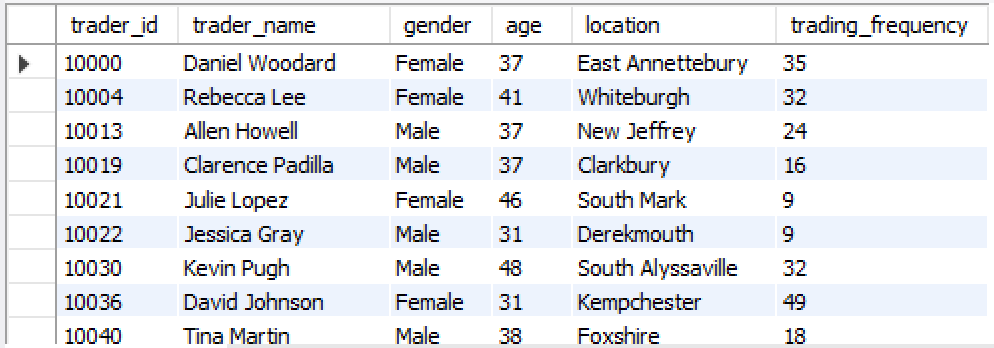 trader_id trader_name gender age location trading_frequency
10000 Daniel Woodard Female 37 East Annettebury 35
10004 Rebecca Lee Female 41 Whiteburgh 32
10013 Allen Howell Male 37 New Jeffrey 24
10019 Clarence Padilla Male 37 Clarkbury 16
10021 Julie Lopez Female 46 South Mark 9
10022 Jessica Gray Male 31 Derekmouth 9
10030 Kevin Pugh Male 48 South Alyssaville 32
10036 David Johnson Female 31 Kempchester 49
10040 Tina Martin Male 38 Foxshire 18